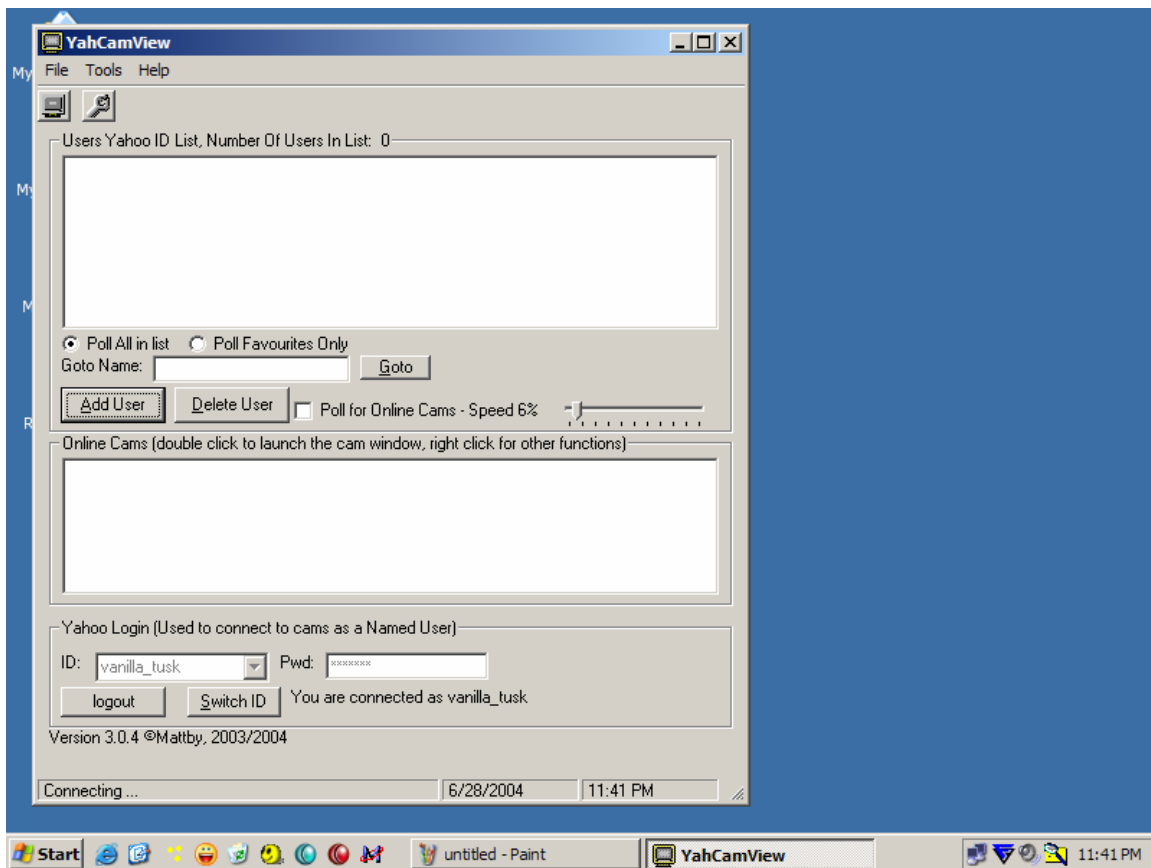 YahCamView
My
File Tools Help
Users Yahoo ID List, Number Of Users In List: 0
My
M
Poll All in list Poll Favourites Only
Goto Name: Goto
Add User Delete User Poll for Online Cams - Speed 6%
R
Online Cams (double click to launch the cam window, right click for other functions)
Yahoo Login (Used to connect to cams as a Named User)
ID: vanilla_tusk Pwd: *******
logout Switch ID You are connected as vanilla_tusk
Version 3.0.4 ©Mattby, 2003/2004
Connecting ... 6/28/2004 11:41 PM
Start untitled - Paint YahCamView 11:41 PM